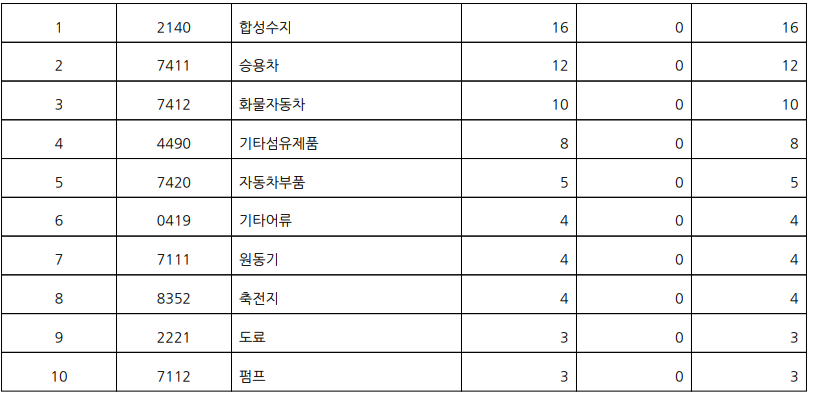 1 2140 합성수지 16 0 16
2 7411 승용차 12 0 12
3 7412 화물자동차 10 0 10
4 4490 기타섬유제품 8 0 8
5 7420 자동차부품 5 0 5
6 0419 기타어류 4 0 4
7 7111 원동기 4 0 4
8 8352 축전지 4 0 4
9 2221 도료 3 0 3
10 7112 펌프 3 0 3